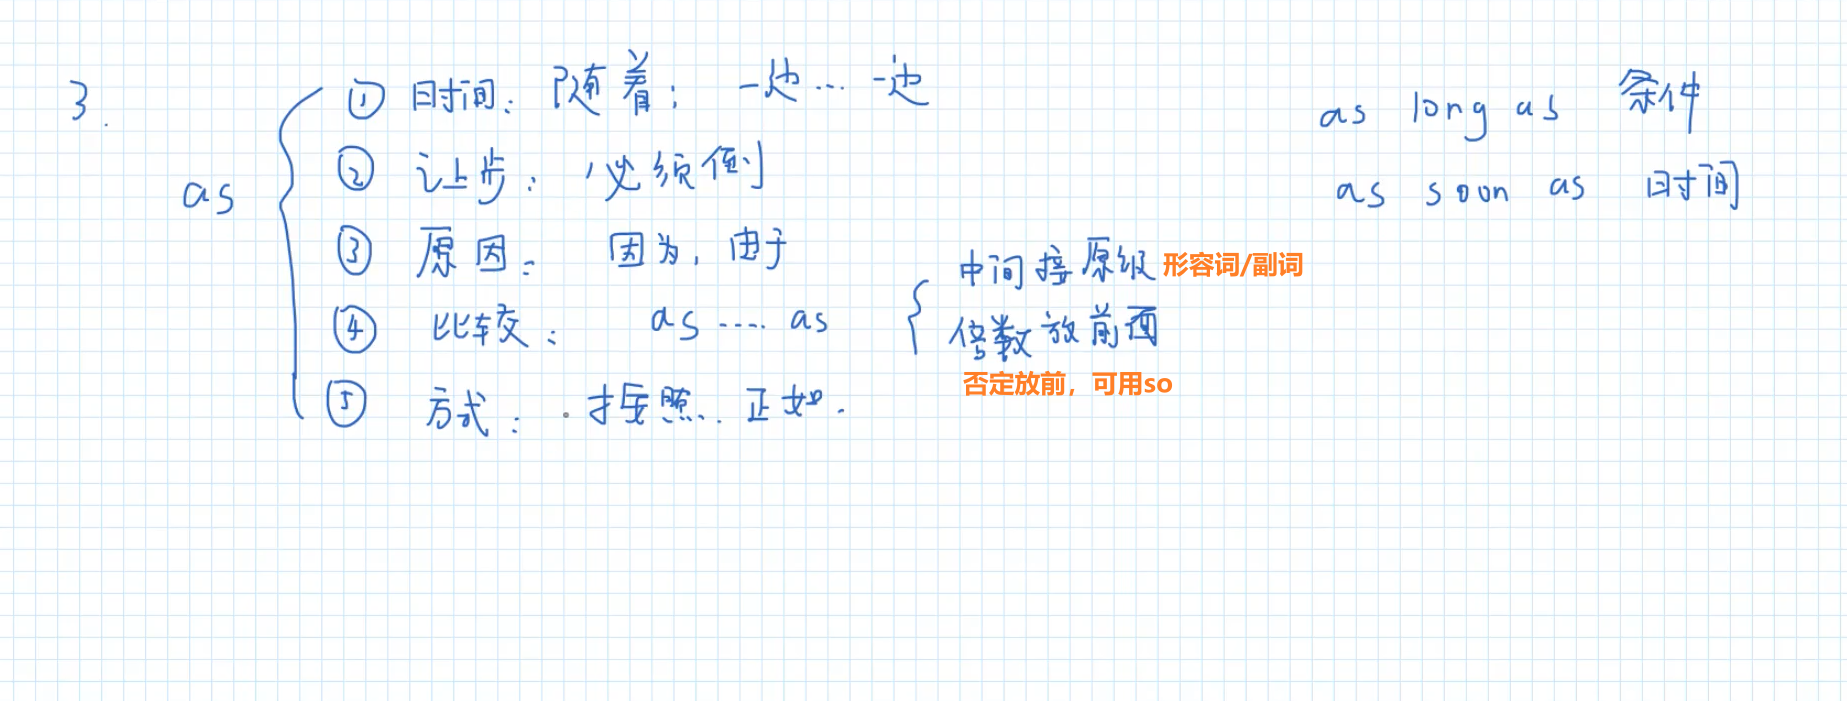 3.
as
① 时间：随着；一边…一边
② 让步：必须倒
③ 原因：因为，由于
④ 比较：as .... as
中间接原级 形容词/副词
倍数放前面
否定放前，可用so
⑤ 方式：按照、正如.
as long as 条件
as soon as 时间